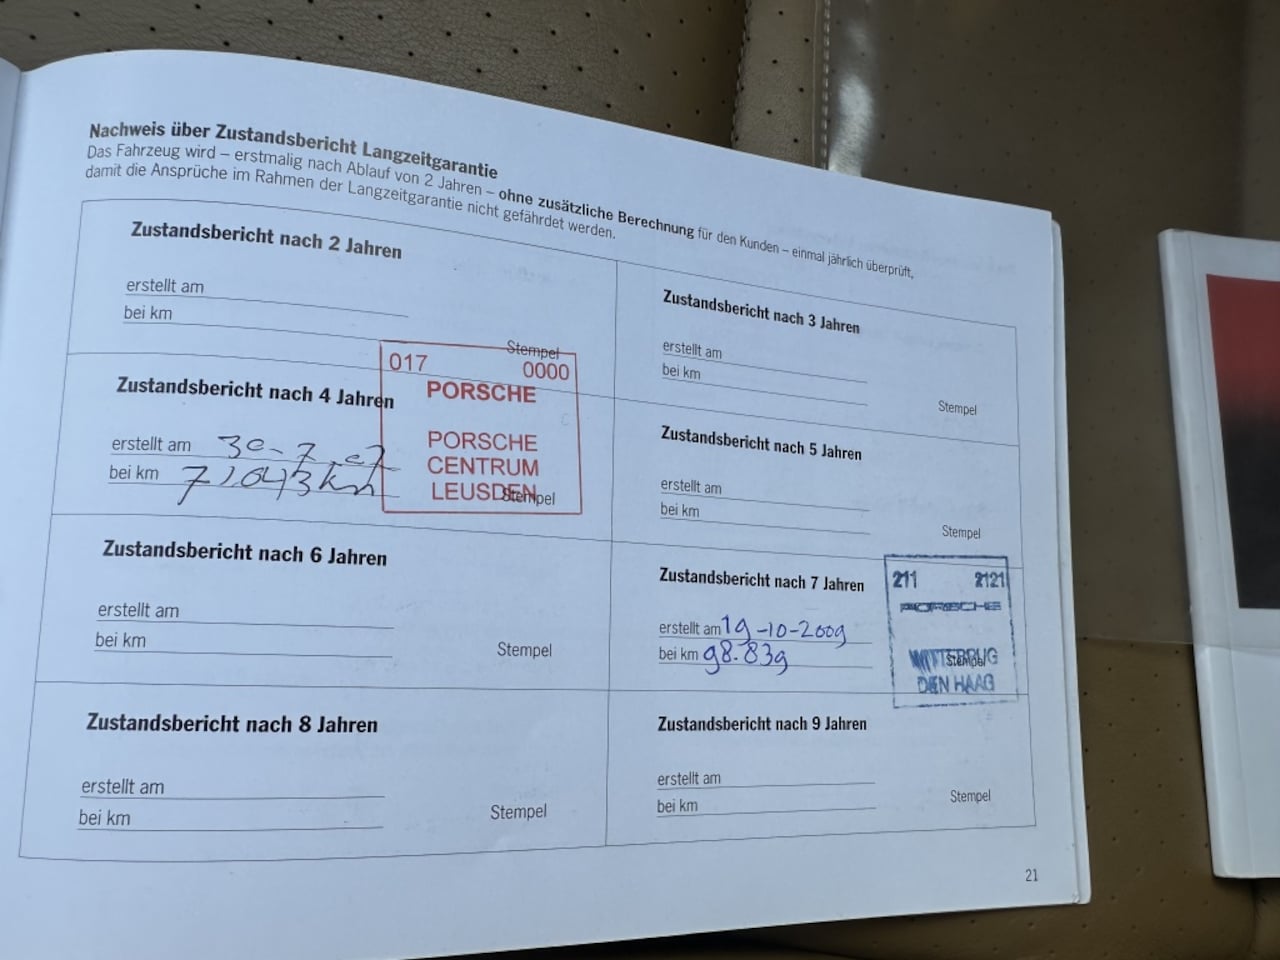 Nachweis über Zustandsbericht Langzeitgarantie
Das Fahrzeug wird – erstmalig nach Ablauf von 2 Jahren – ohne zusätzliche Berechnung für den Kunden – einmal jährlich überprüft,
damit die Ansprüche im Rahmen der Langzeitgarantie nicht gefährdet werden.
Zustandsbericht nach 2 Jahren
erstellt am
bei km
Stempel
Zustandsbericht nach 3 Jahren
erstellt am
bei km
Stempel
Zustandsbericht nach 4 Jahren
erstellt am 30-7-07
bei km 71043km
Stempel
017 0000
PORSCHE
PORSCHE
CENTRUM
LEUSDEN
Zustandsbericht nach 5 Jahren
erstellt am
bei km
Stempel
Zustandsbericht nach 6 Jahren
erstellt am
bei km
Stempel
Zustandsbericht nach 7 Jahren
erstellt am 19-10-2009
bei km 98.839
Stempel
211 2121
PORSCHE
WITTEBRUG
DEN HAAG
Zustandsbericht nach 8 Jahren
erstellt am
bei km
Stempel
Zustandsbericht nach 9 Jahren
erstellt am
bei km
Stempel
21